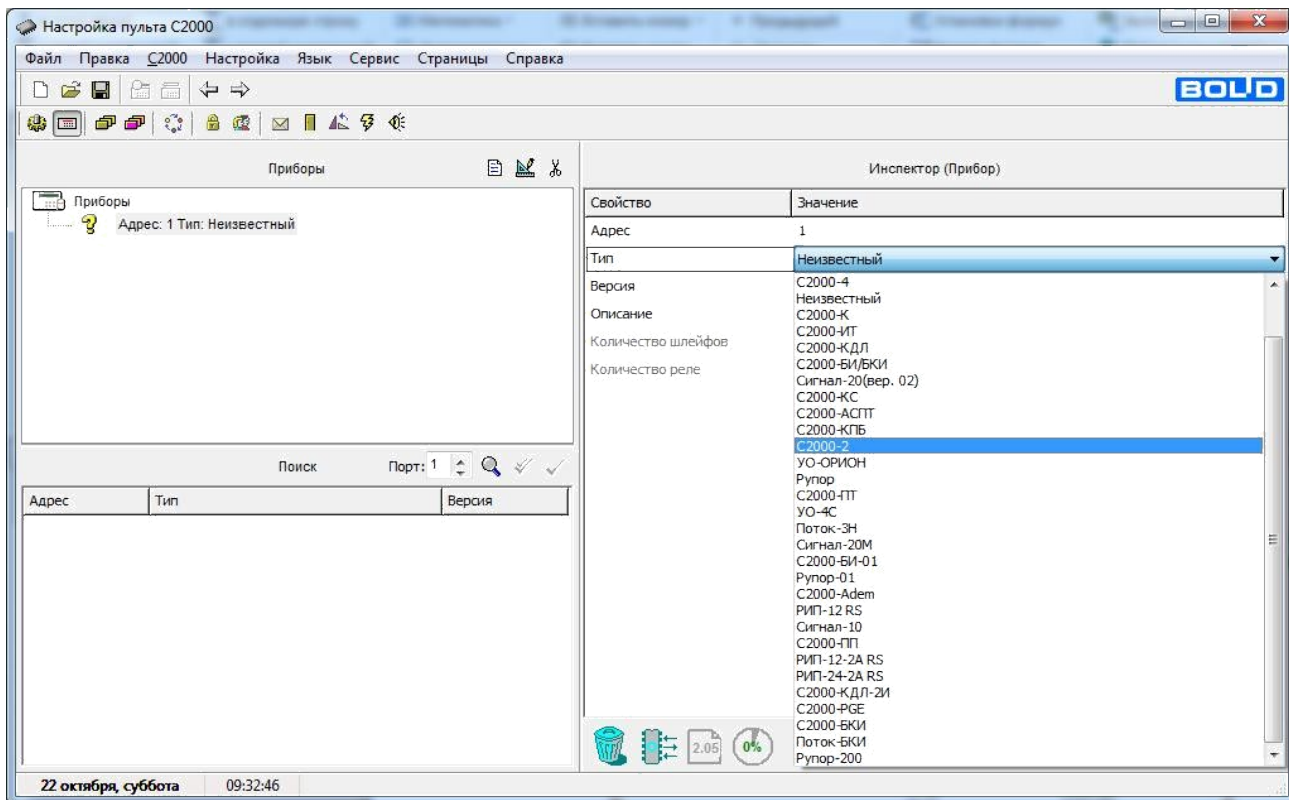 Настройка пульта C2000
Файл Правка C2000 Настройка Язык Сервис Страницы Справка
BOLID
Приборы
Инспектор (Прибор)
Приборы
Адрес: 1 Тип: Неизвестный
Свойство Значение
Адрес 1
Тип Неизвестный
Версия
Описание
Количество шлейфов
Количество реле
С2000-4
Неизвестный
С2000-К
С2000-ИТ
С2000-КДЛ
С2000-БИ/БКИ
Сигнал-20(вер. 02)
С2000-КС
С2000-АСПТ
С2000-КПБ
С2000-2
УО-ОРИОН
Рупор
С2000-ПТ
УО-4С
Поток-3Н
Сигнал-20М
С2000-БИ-01
Рупор-01
С2000-Adem
РИП-12 RS
Сигнал-10
С2000-ПП
РИП-12-2А RS
РИП-24-2А RS
С2000-КДЛ-2И
С2000-PGE
С2000-БКИ
Поток-БКИ
Рупор-200
Поиск Порт: 1
Адрес Тип Версия
2.05 0%
22 октября, суббота 09:32:46